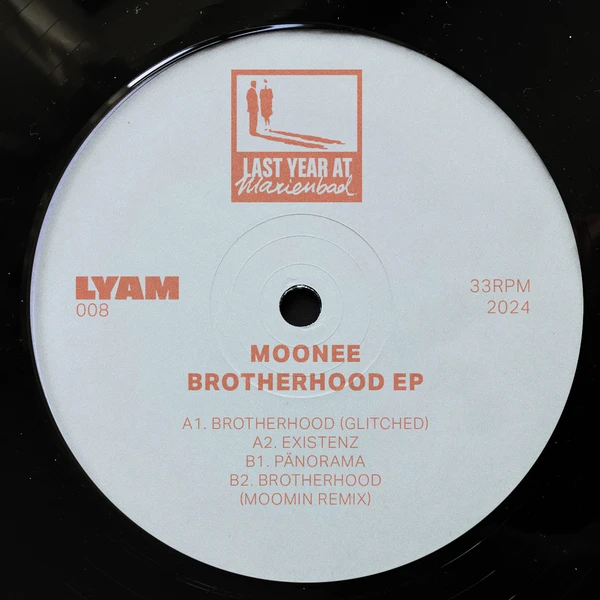 LAST YEAR AT
Marienbad
LYAM
008
33RPM
2024
MOONEE
BROTHERHOOD EP
A1. BROTHERHOOD (GLITCHED)
A2. EXISTENZ
B1. PÄNORAMA
B2. BROTHERHOOD
(MOOMIN REMIX)